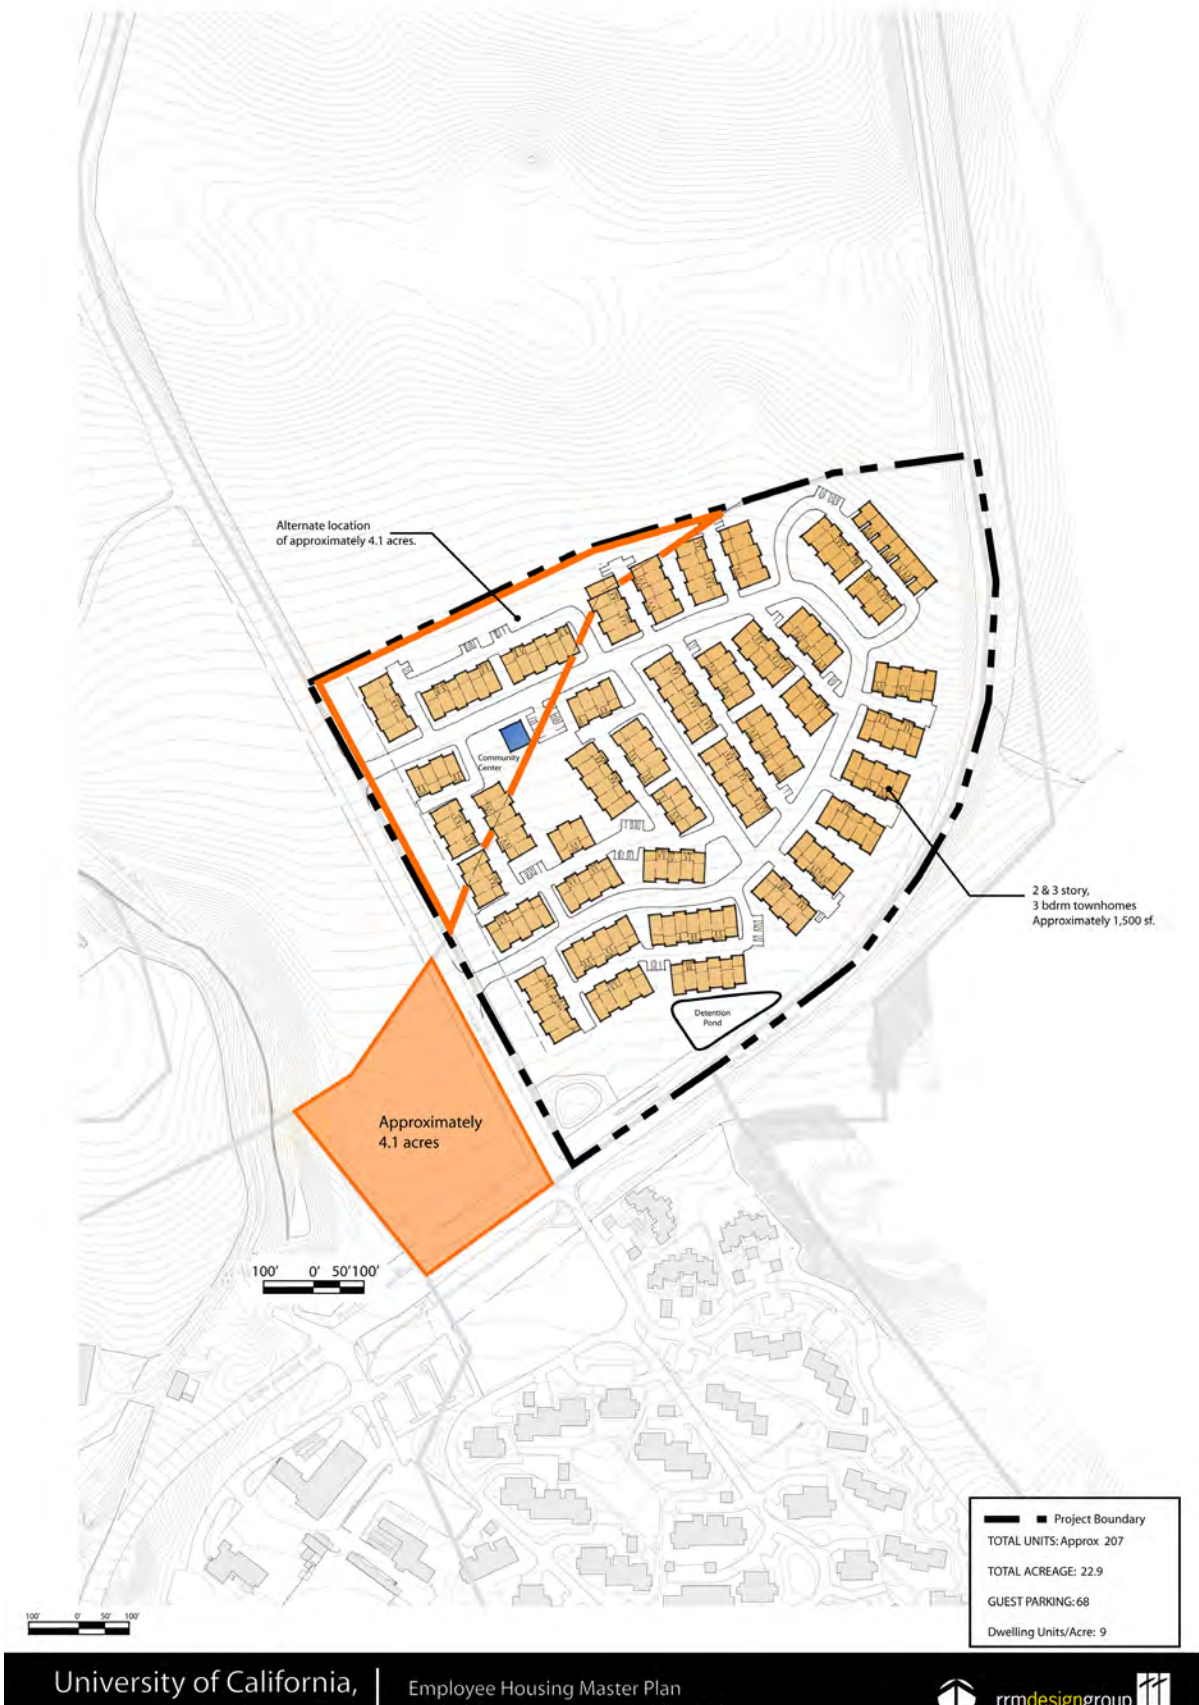 Alternate location
of approximately 4.1 acres.
Community
Center
2 & 3 story,
3 bdrm townhomes
Approximately 1,500 sf.
Detention
Pond
Approximately
4.1 acres
100' 0' 50' 100'
Project Boundary
TOTAL UNITS: Approx 207
TOTAL ACREAGE: 22.9
GUEST PARKING: 68
Dwelling Units/Acre: 9
100' 0' 50' 100'
University of California,
Employee Housing Master Plan
rrmdesigngroup